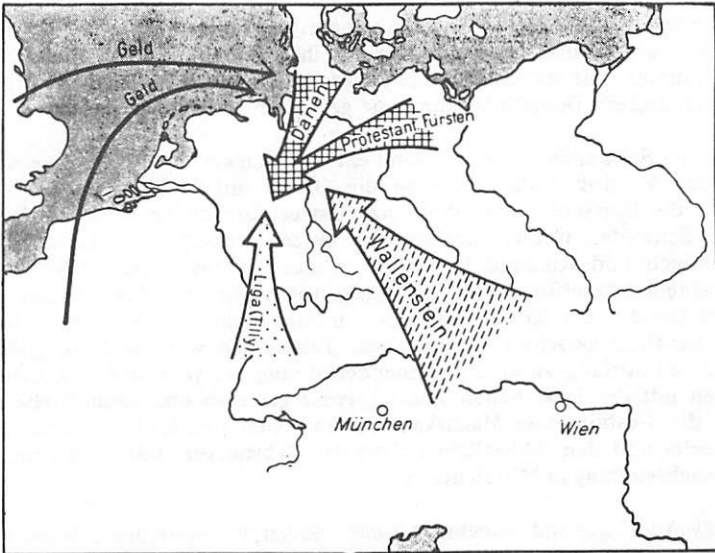 Geld
Geld
Dänen
Protestant. Fürsten
Liga(Tilly)
Wallenstein
München
Wien